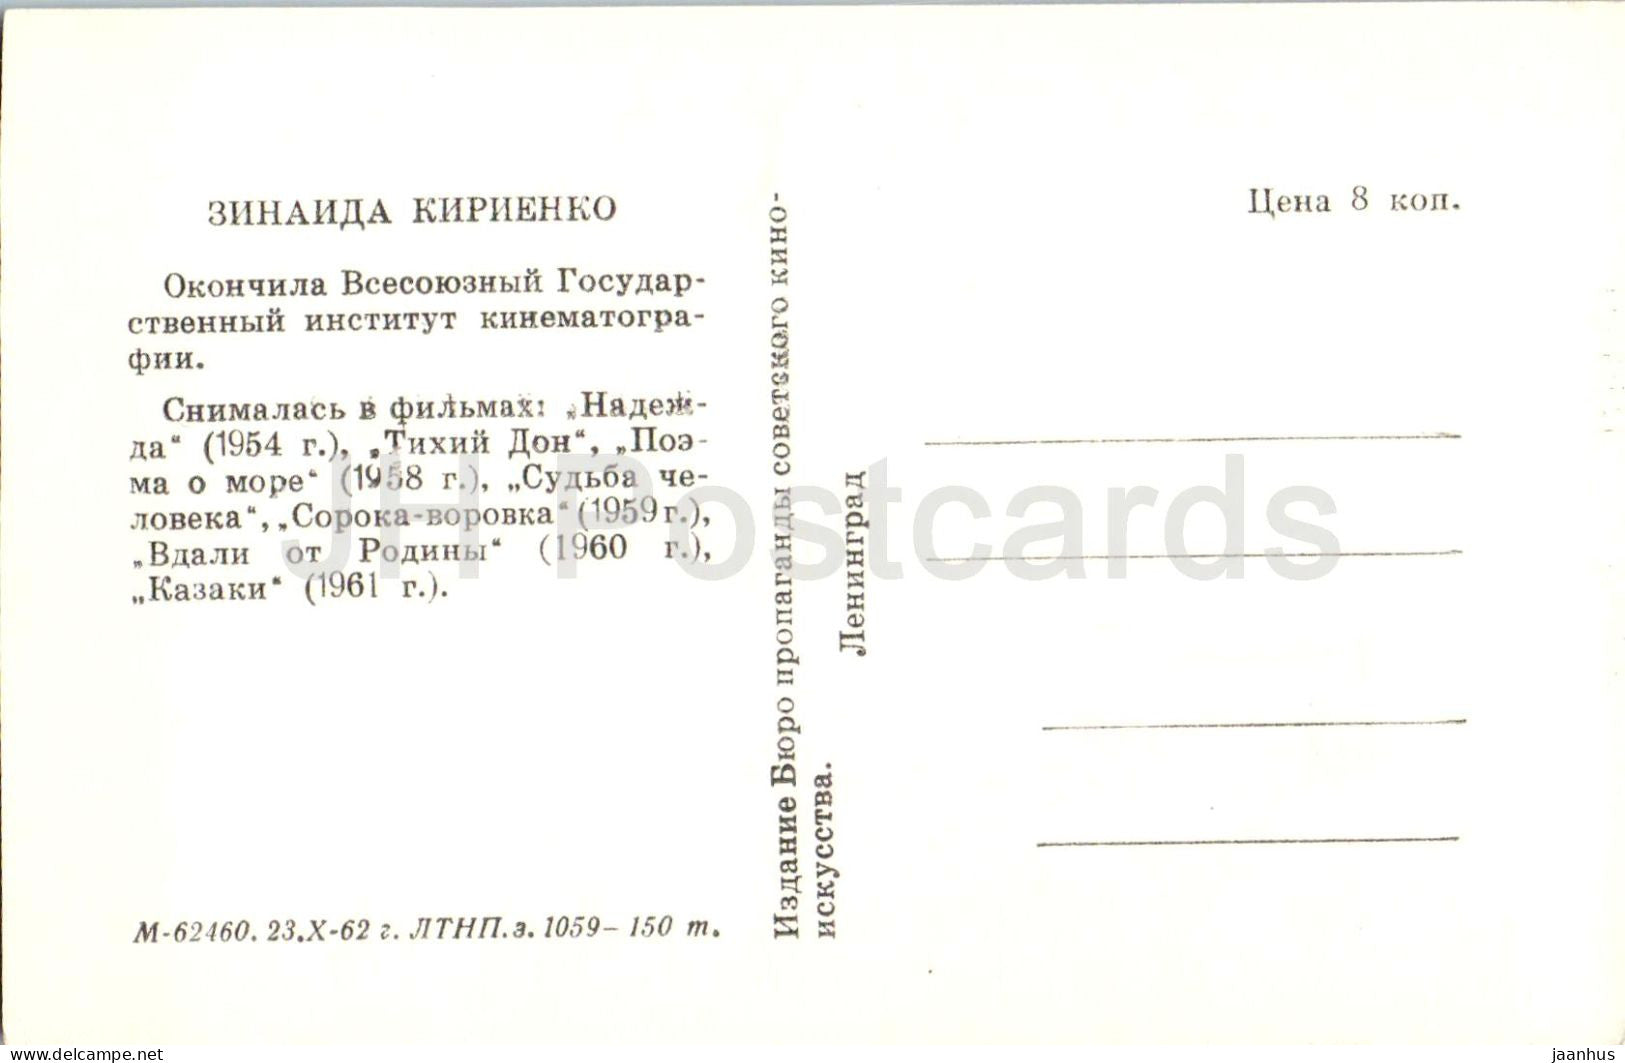 ЗИНАИДА КИРИЕНКО
Окончила Всесоюзный Государ-
ственный институт кинематогра-
фии.
Снималась в фильмах: „Надеж-
да“ (1954 г.), „Тихий Дон“, „Поэ-
ма о море“ (1958 г.), „Судьба че-
ловека“, „Сорока-воровка“ (1959 г.),
„Вдали от Родины“ (1960 г.),
„Казаки“ (1961 г.).
М-62460. 23.X-62 г. ЛТНП.з. 1059– 150 т.
Издание Бюро пропаганды советского кино-
искусства.
Ленинград
Цена 8 коп.
JH Postcards
www.delcampe.net
jaanhus